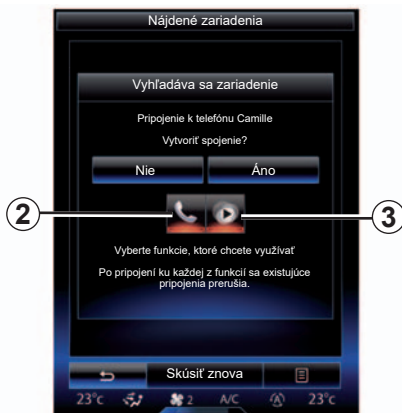 Nájdené zariadenia
Vyhľadáva sa zariadenie
Pripojenie k telefónu Camille
Vytvoriť spojenie?
Nie
Áno
2
3
Vyberte funkcie, ktoré chcete využívať
Po pripojení ku každej z funkcií sa existujúce
pripojenia prerušia.
Skúsiť znova
23°c
2
A/C
A
23°c